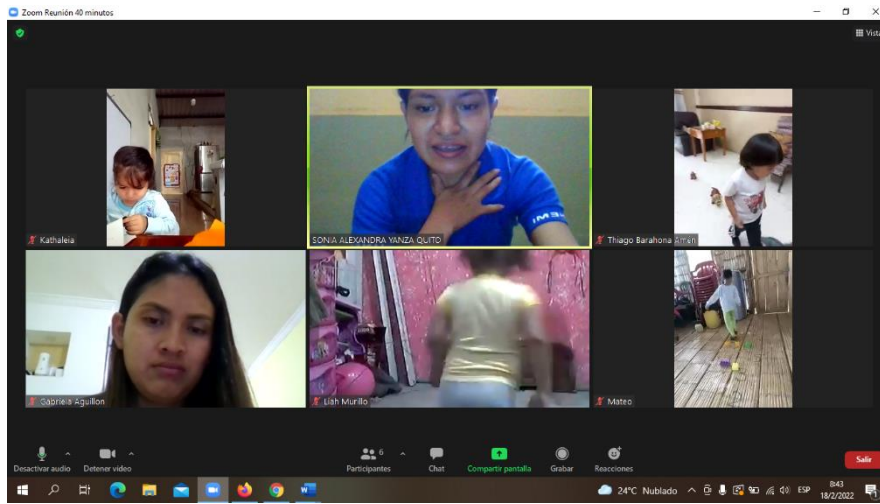 Zoom Reunión 40 minutos
Vista
Kathaleia
SONIA ALEXANDRA YANZA QUITO
Thiago Barahona Amén
Gabriela Aguillon
Liah Murillo
Mateo
Desactivar audio
Detener video
6
Participantes
Chat
Compartir pantalla
Grabar
Reacciones
Salir
24°C Nublado
ESP
8:43
18/2/2022